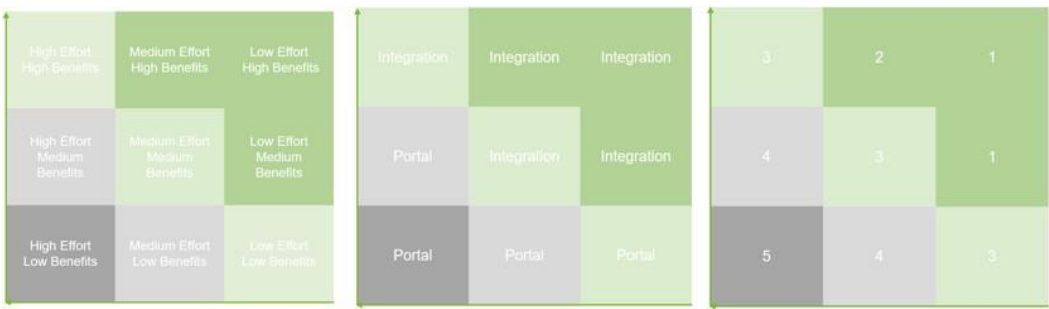 High Effort
High Benefits
Medium Effort
High Benefits
Low Effort
High Benefits
High Effort
Medium
Benefits
Medium Effort
Medium
Benefits
Low Effort
Medium
Benefits
High Effort
Low Benefits
Medium Effort
Low Benefits
Low Effort
Low Benefits
Integration
Integration
Integration
Portal
Integration
Integration
Portal
Portal
Portal
3
2
1
4
3
1
5
4
3